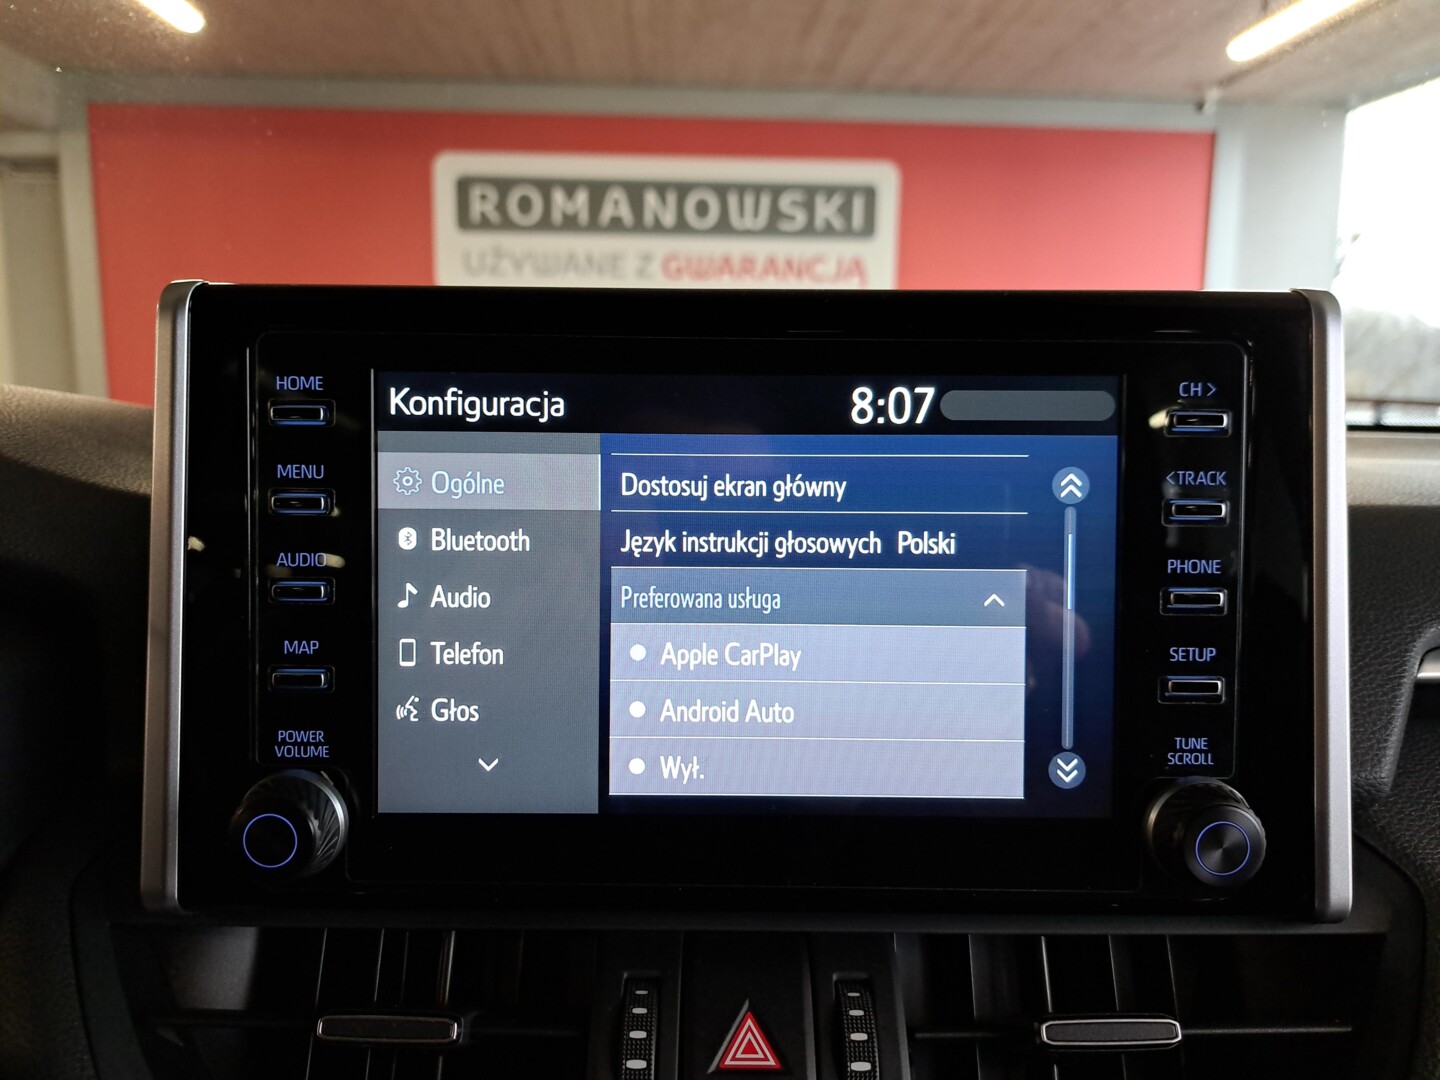 ROMANOWSKI
UŻYWANE Z GWARANCJĄ
HOME
MENU
AUDIO
MAP
POWER
VOLUME
Konfiguracja
8:07
Ogólne
Bluetooth
Audio
Telefon
Głos
Dostosuj ekran główny
Język instrukcji głosowych Polski
Preferowana usługa
Apple CarPlay
Android Auto
Wył.
CH >
<TRACK
PHONE
SETUP
TUNE
SCROLL